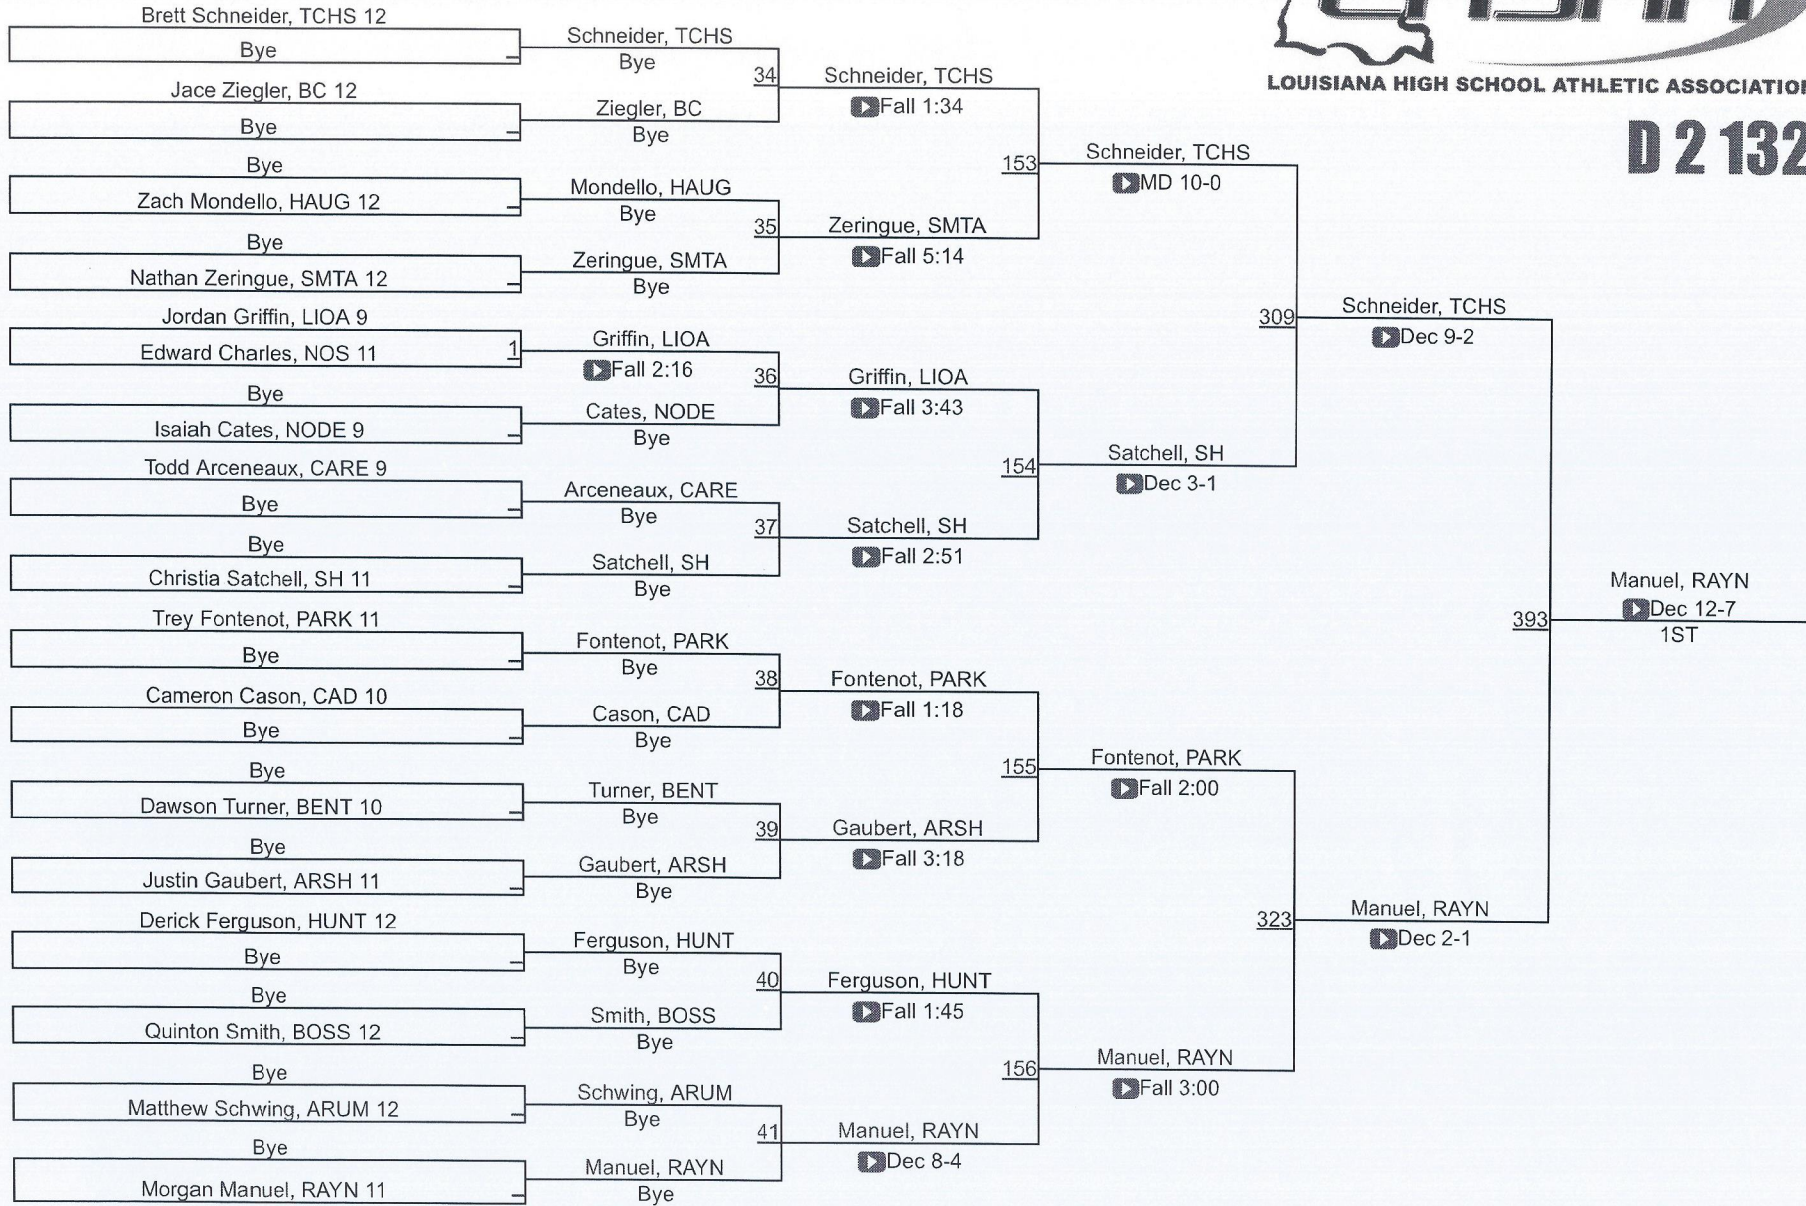 LHSAA
LOUISIANA HIGH SCHOOL ATHLETIC ASSOCIATION
D 2 132
Brett Schneider, TCHS 12
Bye
Jace Ziegler, BC 12
Bye
Bye
Zach Mondello, HAUG 12
Bye
Nathan Zeringue, SMTA 12
Jordan Griffin, LIOA 9
Edward Charles, NOS 11
1
Bye
Isaiah Cates, NODE 9
Todd Arceneaux, CARE 9
Bye
Bye
Christia Satchell, SH 11
Trey Fontenot, PARK 11
Bye
Cameron Cason, CAD 10
Bye
Bye
Dawson Turner, BENT 10
Bye
Justin Gaubert, ARSH 11
Derick Ferguson, HUNT 12
Bye
Bye
Quinton Smith, BOSS 12
Bye
Matthew Schwing, ARUM 12
Bye
Morgan Manuel, RAYN 11
Schneider, TCHS
Bye
34
Ziegler, BC
Bye
Mondello, HAUG
Bye
35
Zeringue, SMTA
Bye
Griffin, LIOA
Fall 2:16
36
Cates, NODE
Bye
Arceneaux, CARE
Bye
37
Satchell, SH
Bye
Fontenot, PARK
Bye
38
Cason, CAD
Bye
Turner, BENT
Bye
39
Gaubert, ARSH
Bye
Ferguson, HUNT
Bye
40
Smith, BOSS
Bye
Schwing, ARUM
Bye
41
Manuel, RAYN
Bye
Schneider, TCHS
Fall 1:34
153
Zeringue, SMTA
Fall 5:14
Griffin, LIOA
Fall 3:43
154
Satchell, SH
Fall 2:51
Fontenot, PARK
Fall 1:18
155
Gaubert, ARSH
Fall 3:18
Ferguson, HUNT
Fall 1:45
156
Manuel, RAYN
Dec 8-4
Schneider, TCHS
MD 10-0
309
Satchell, SH
Dec 3-1
Fontenot, PARK
Fall 2:00
323
Manuel, RAYN
Fall 3:00
Schneider, TCHS
Dec 9-2
393
Manuel, RAYN
Dec 2-1
Manuel, RAYN
Dec 12-7
1ST